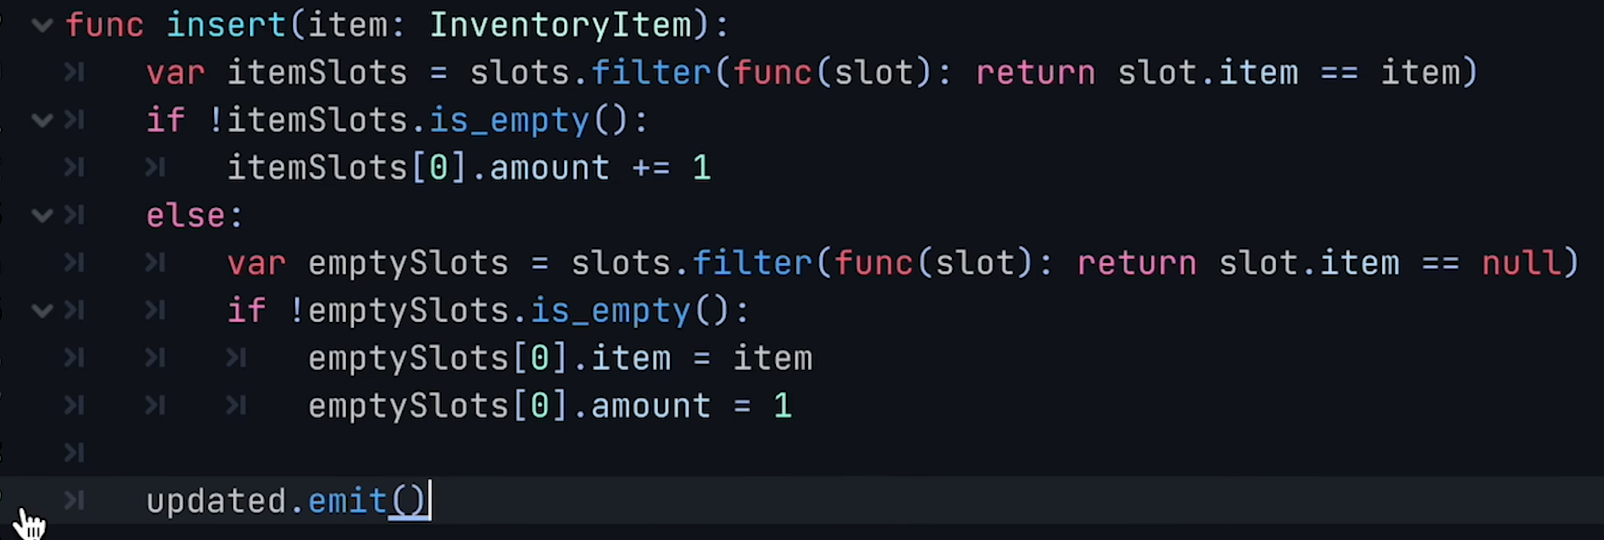 func insert(item: InventoryItem):
var itemSlots = slots.filter(func(slot): return slot.item == item)
if !itemSlots.is_empty():
itemSlots[0].amount += 1
else:
var emptySlots = slots.filter(func(slot): return slot.item == null)
if !emptySlots.is_empty():
emptySlots[0].item = item
emptySlots[0].amount = 1
updated.emit()